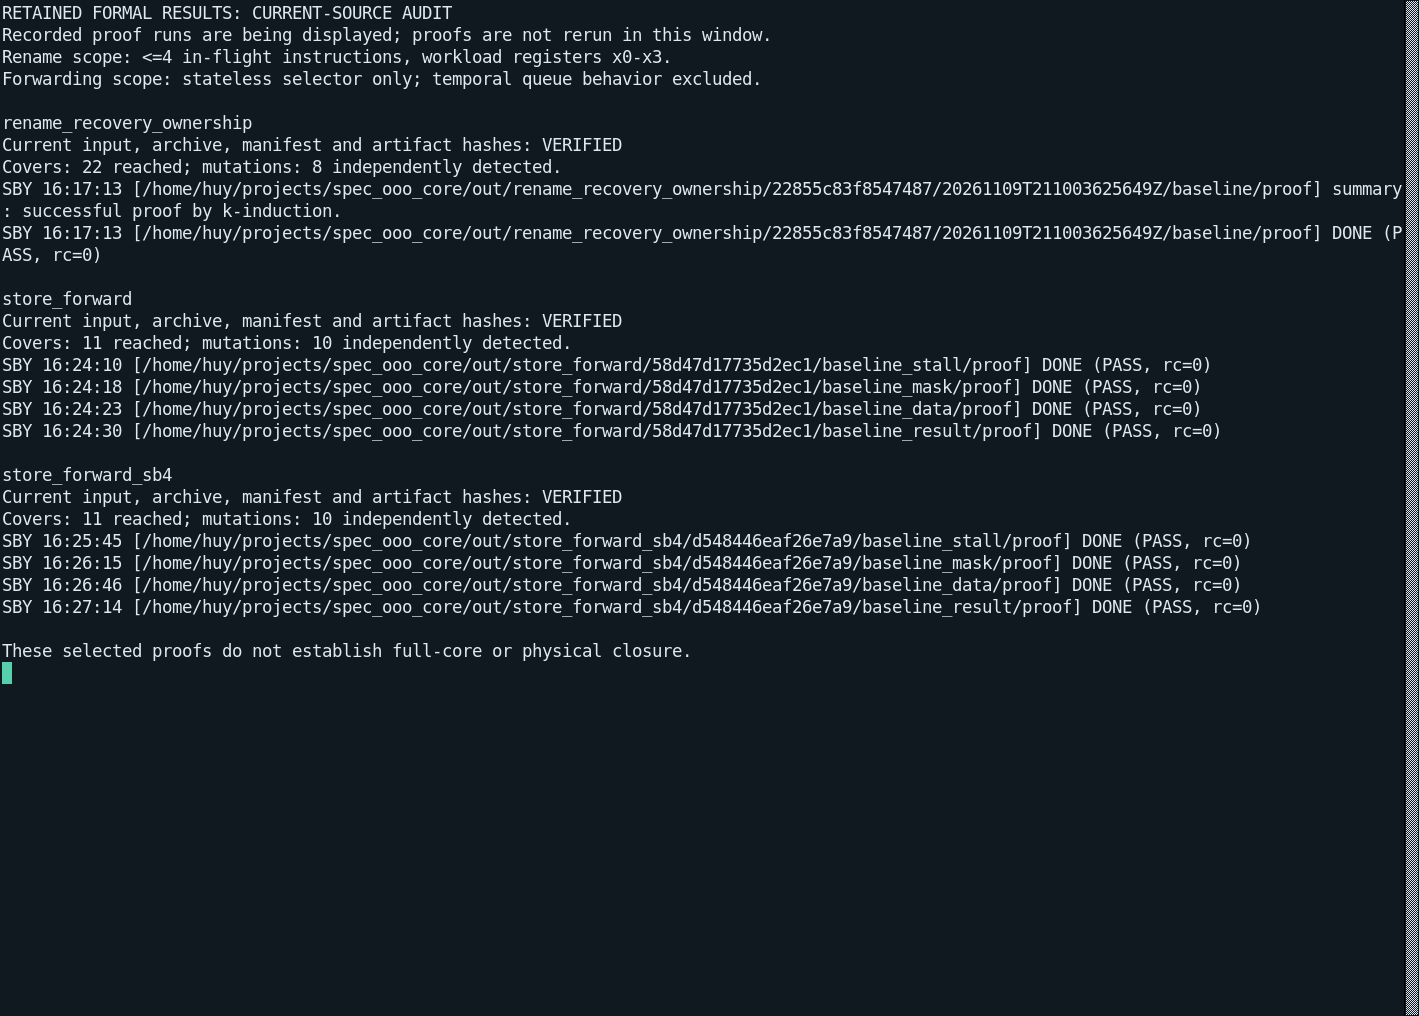 RETAINED FORMAL RESULTS: CURRENT-SOURCE AUDIT
Recorded proof runs are being displayed; proofs are not rerun in this window.
Rename scope: <=4 in-flight instructions, workload registers x0-x3.
Forwarding scope: stateless selector only; temporal queue behavior excluded.

rename_recovery_ownership
Current input, archive, manifest and artifact hashes: VERIFIED
Covers: 22 reached; mutations: 8 independently detected.
SBY 16:17:13 [/home/huy/projects/spec_ooo_core/out/rename_recovery_ownership/22855c83f8547487/20261109T211003625649Z/baseline/proof] summary
: successful proof by k-induction.
SBY 16:17:13 [/home/huy/projects/spec_ooo_core/out/rename_recovery_ownership/22855c83f8547487/20261109T211003625649Z/baseline/proof] DONE (P
ASS, rc=0)

store_forward
Current input, archive, manifest and artifact hashes: VERIFIED
Covers: 11 reached; mutations: 10 independently detected.
SBY 16:24:10 [/home/huy/projects/spec_ooo_core/out/store_forward/58d47d17735d2ec1/baseline_stall/proof] DONE (PASS, rc=0)
SBY 16:24:18 [/home/huy/projects/spec_ooo_core/out/store_forward/58d47d17735d2ec1/baseline_mask/proof] DONE (PASS, rc=0)
SBY 16:24:23 [/home/huy/projects/spec_ooo_core/out/store_forward/58d47d17735d2ec1/baseline_data/proof] DONE (PASS, rc=0)
SBY 16:24:30 [/home/huy/projects/spec_ooo_core/out/store_forward/58d47d17735d2ec1/baseline_result/proof] DONE (PASS, rc=0)

store_forward_sb4
Current input, archive, manifest and artifact hashes: VERIFIED
Covers: 11 reached; mutations: 10 independently detected.
SBY 16:25:45 [/home/huy/projects/spec_ooo_core/out/store_forward_sb4/d548446eaf26e7a9/baseline_stall/proof] DONE (PASS, rc=0)
SBY 16:26:15 [/home/huy/projects/spec_ooo_core/out/store_forward_sb4/d548446eaf26e7a9/baseline_mask/proof] DONE (PASS, rc=0)
SBY 16:26:46 [/home/huy/projects/spec_ooo_core/out/store_forward_sb4/d548446eaf26e7a9/baseline_data/proof] DONE (PASS, rc=0)
SBY 16:27:14 [/home/huy/projects/spec_ooo_core/out/store_forward_sb4/d548446eaf26e7a9/baseline_result/proof] DONE (PASS, rc=0)

These selected proofs do not establish full-core or physical closure.